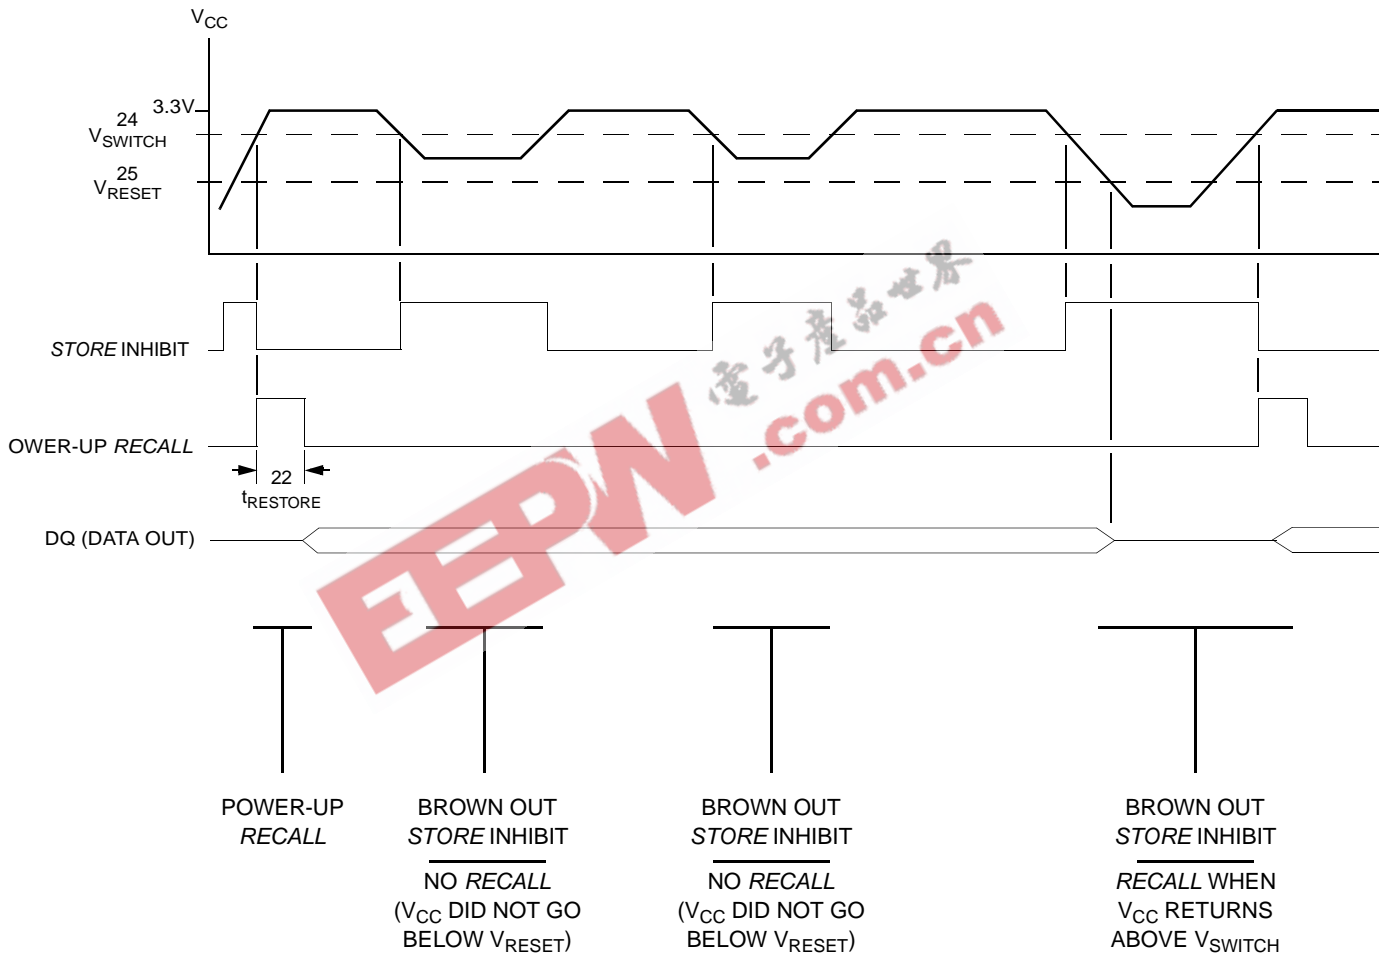 VCC
3.3V
24
VSWITCH
25
VRESET
STORE INHIBIT
OWER-UP RECALL
22
tRESTORE
DQ (DATA OUT)
電子產品世界
EEPW.com.cn
POWER-UP
RECALL
BROWN OUT
STORE INHIBIT
NO RECALL
(VCC DID NOT GO
BELOW VRESET)
BROWN OUT
STORE INHIBIT
NO RECALL
(VCC DID NOT GO
BELOW VRESET)
BROWN OUT
STORE INHIBIT
RECALL WHEN
VCC RETURNS
ABOVE VSWITCH